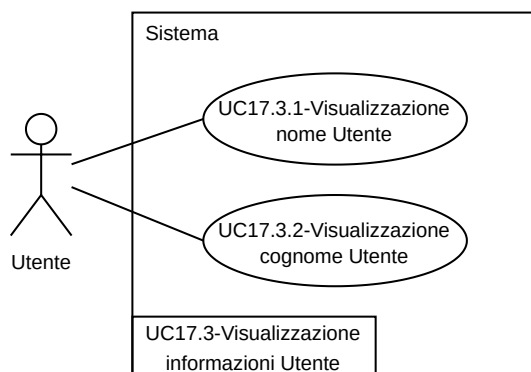 Sistema
UC17.3.1-Visualizzazione
nome Utente
UC17.3.2-Visualizzazione
cognome Utente
Utente
UC17.3-Visualizzazione
informazioni Utente